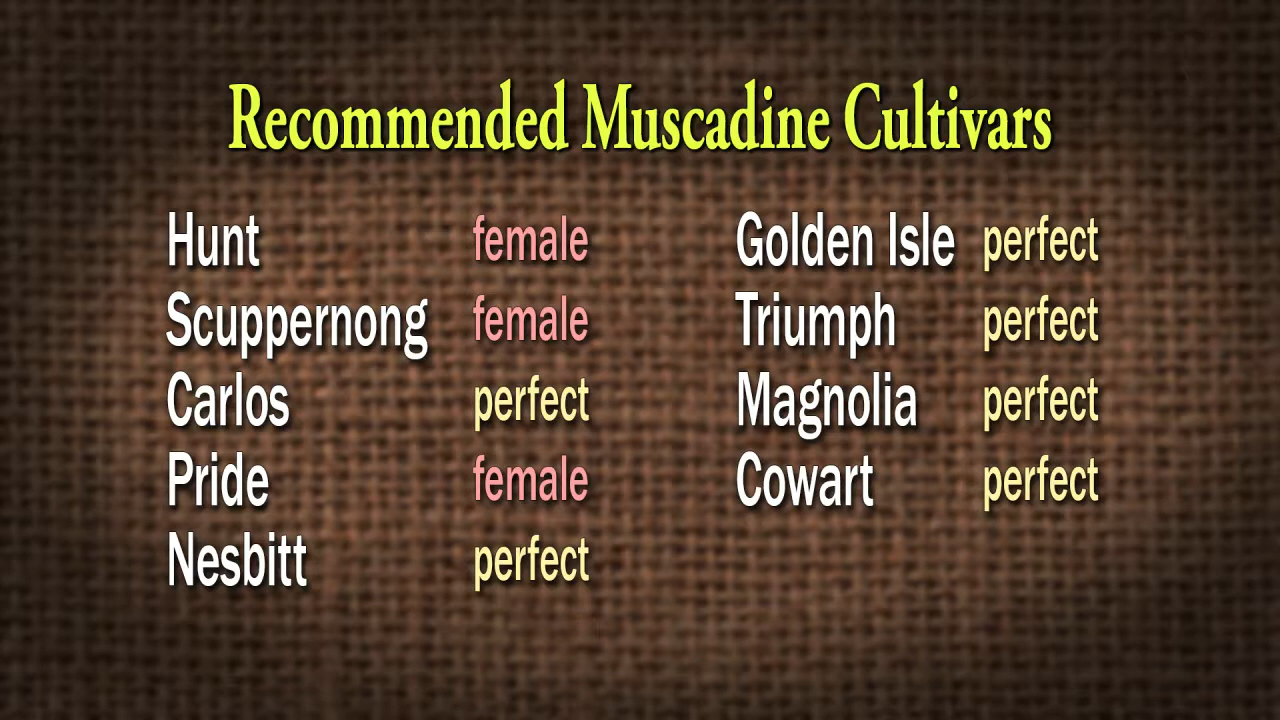 Recommended Muscadine Cultivars
Hunt female
Scuppernong female
Carlos perfect
Pride female
Nesbitt perfect
Golden Isle perfect
Triumph perfect
Magnolia perfect
Cowart perfect